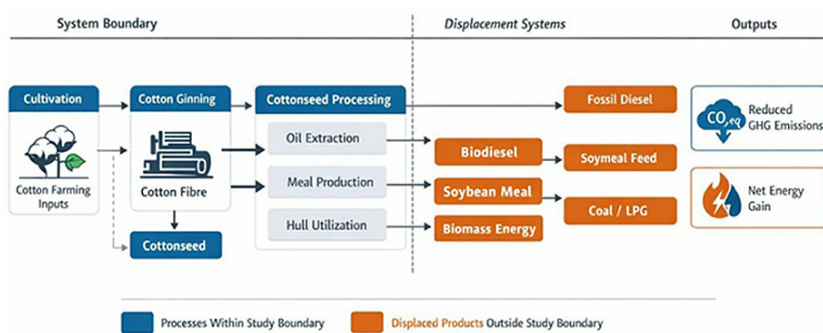 System Boundary
Displacement Systems
Outputs
Cultivation
Cotton Farming
Inputs
Cotton Ginning
Cotton Fibre
Cottonseed
Cottonseed Processing
Oil Extraction
Meal Production
Hull Utilization
Biodiesel
Soybean Meal
Biomass Energy
Fossil Diesel
Soymeal Feed
Coal / LPG
CO,eq
Reduced
GHG Emissions
Net Energy
Gain
Processes Within Study Boundary
Displaced Products Outside Study Boundary